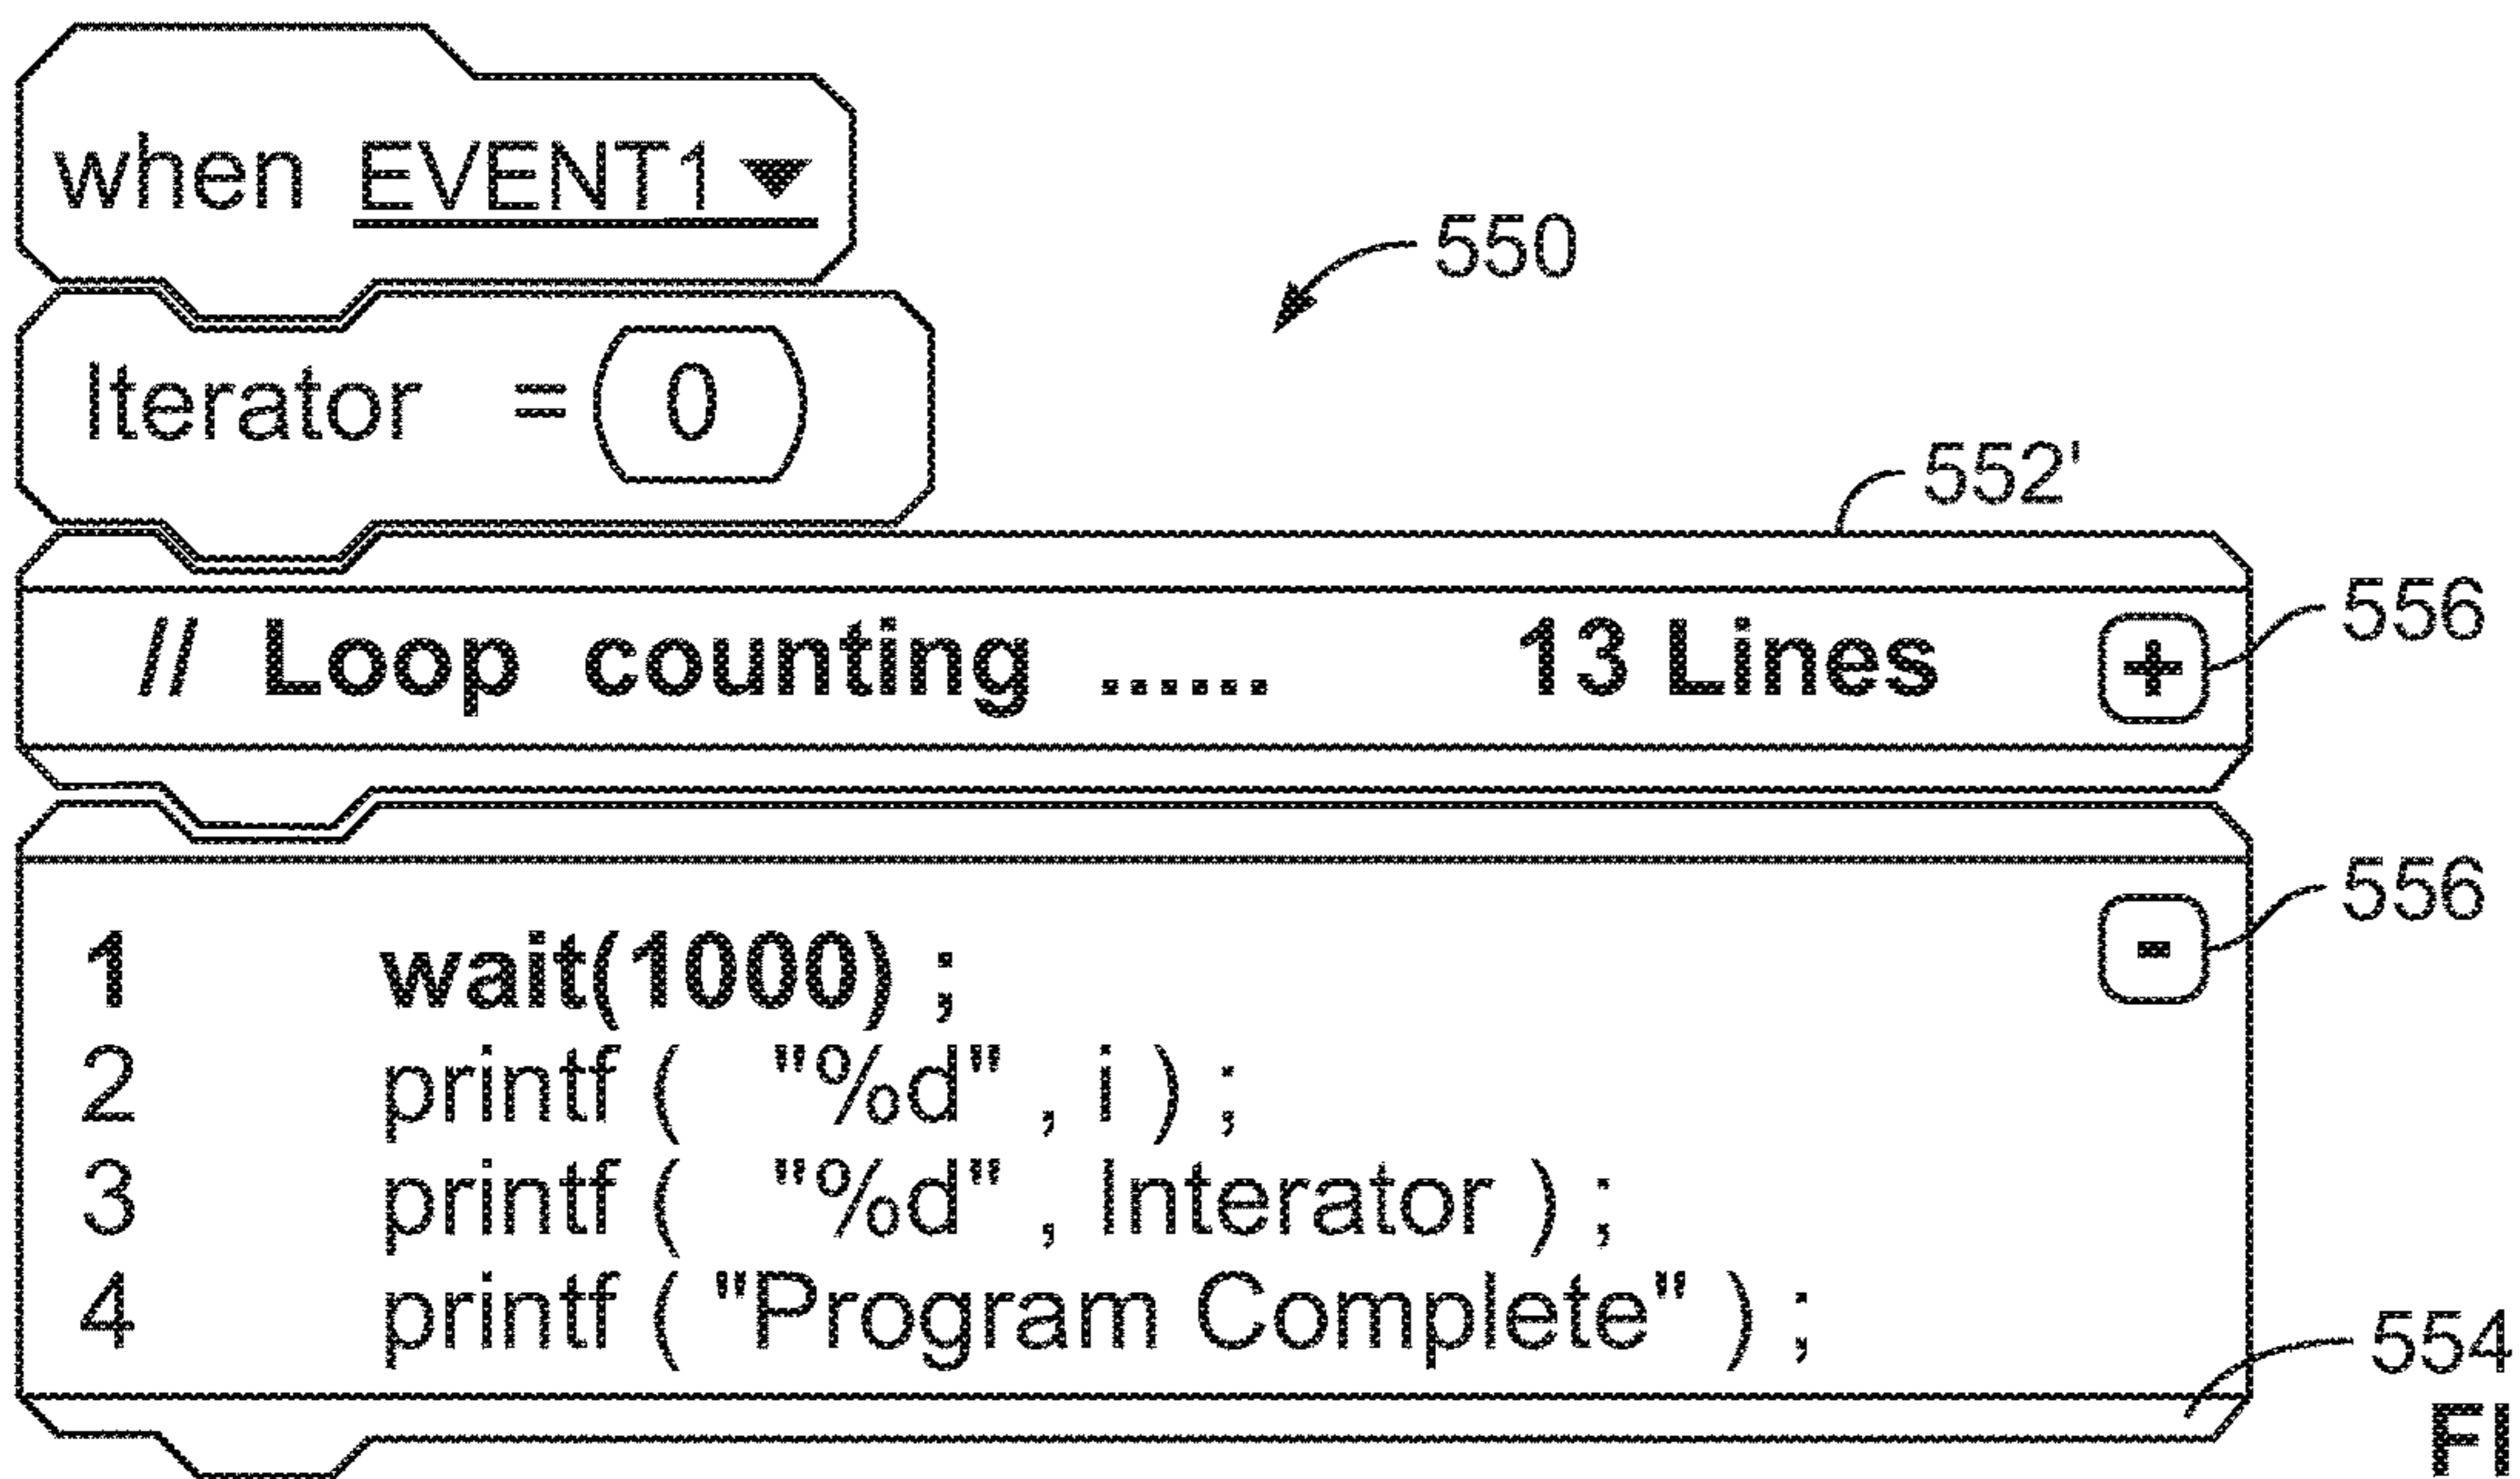 when EVENT1
550
Iterator = 0
552'
// Loop counting ...... 13 Lines +
556
1 wait(1000) ; -
556
2 printf ( "%d" , i ) ;
3 printf ( "%d" , Interator ) ;
4 printf ( "Program Complete" ) ;
554